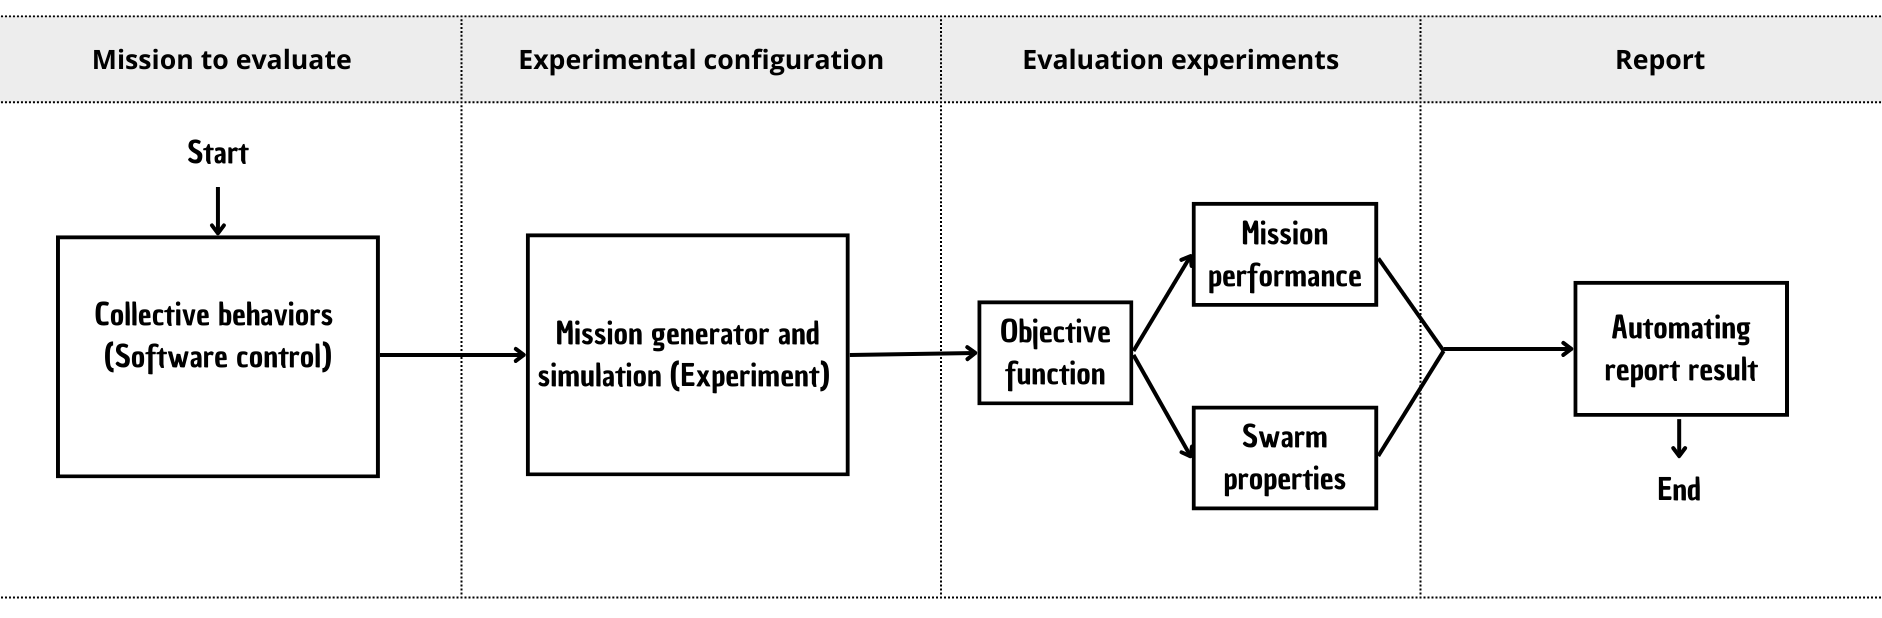 Mission to evaluate
Experimental configuration
Evaluation experiments
Report
Start
Collective behaviors
(Software control)
Mission generator and
simulation (Experiment)
Objective
function
Mission
performance
Swarm
properties
Automating
report result
End